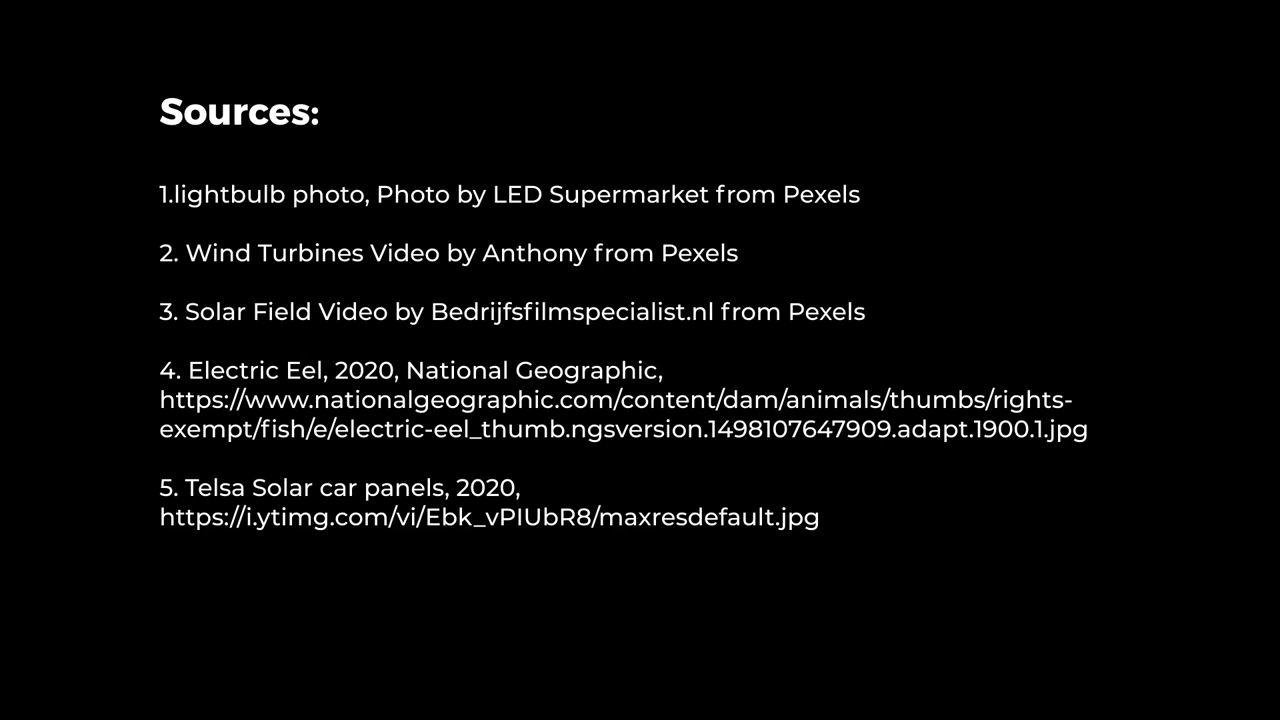 Sources:
1.lightbulb photo, Photo by LED Supermarket from Pexels
2. Wind Turbines Video by Anthony from Pexels
3. Solar Field Video by Bedrijfsfilmspecialist.nl from Pexels
4. Electric Eel, 2020, National Geographic,
https://www.nationalgeographic.com/content/dam/animals/thumbs/rights-
exempt/fish/e/electric-eel_thumb.ngsversion.1498107647909.adapt.1900.1.jpg
5. Telsa Solar car panels, 2020,
https://i.ytimg.com/vi/Ebk_vPIUbR8/maxresdefault.jpg